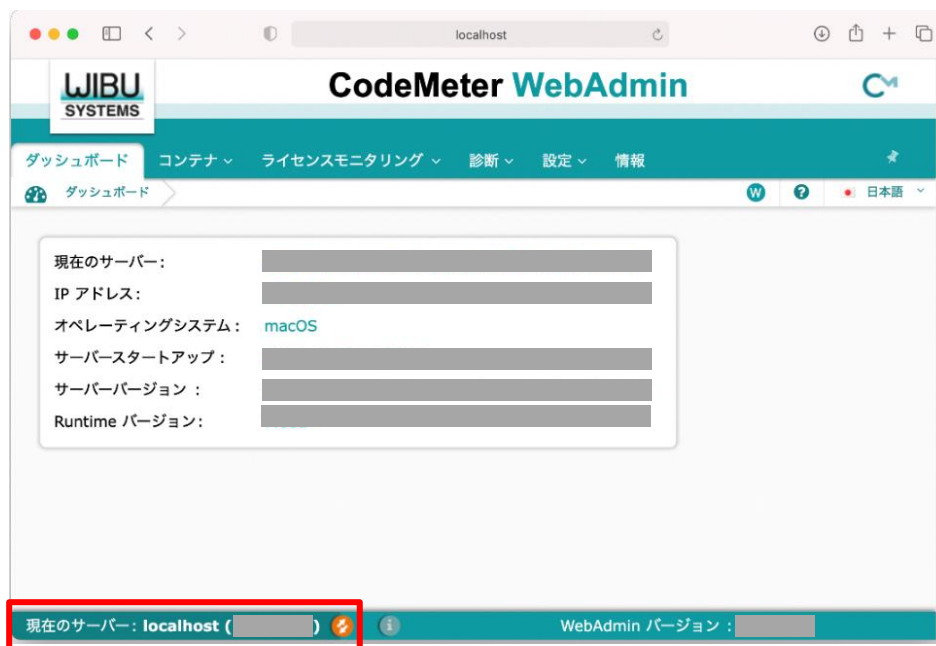 localhost
WIBU
SYSTEMS
CodeMeter WebAdmin
ダッシュボード コンテナ ライセンスモニタリング 診断 設定 情報
ダッシュボード W ? 日本語
現在のサーバー:
IP アドレス:
オペレーティングシステム: macOS
サーバースタートアップ:
サーバーバージョン :
Runtime バージョン:
現在のサーバー: localhost ( ) i WebAdmin バージョン :